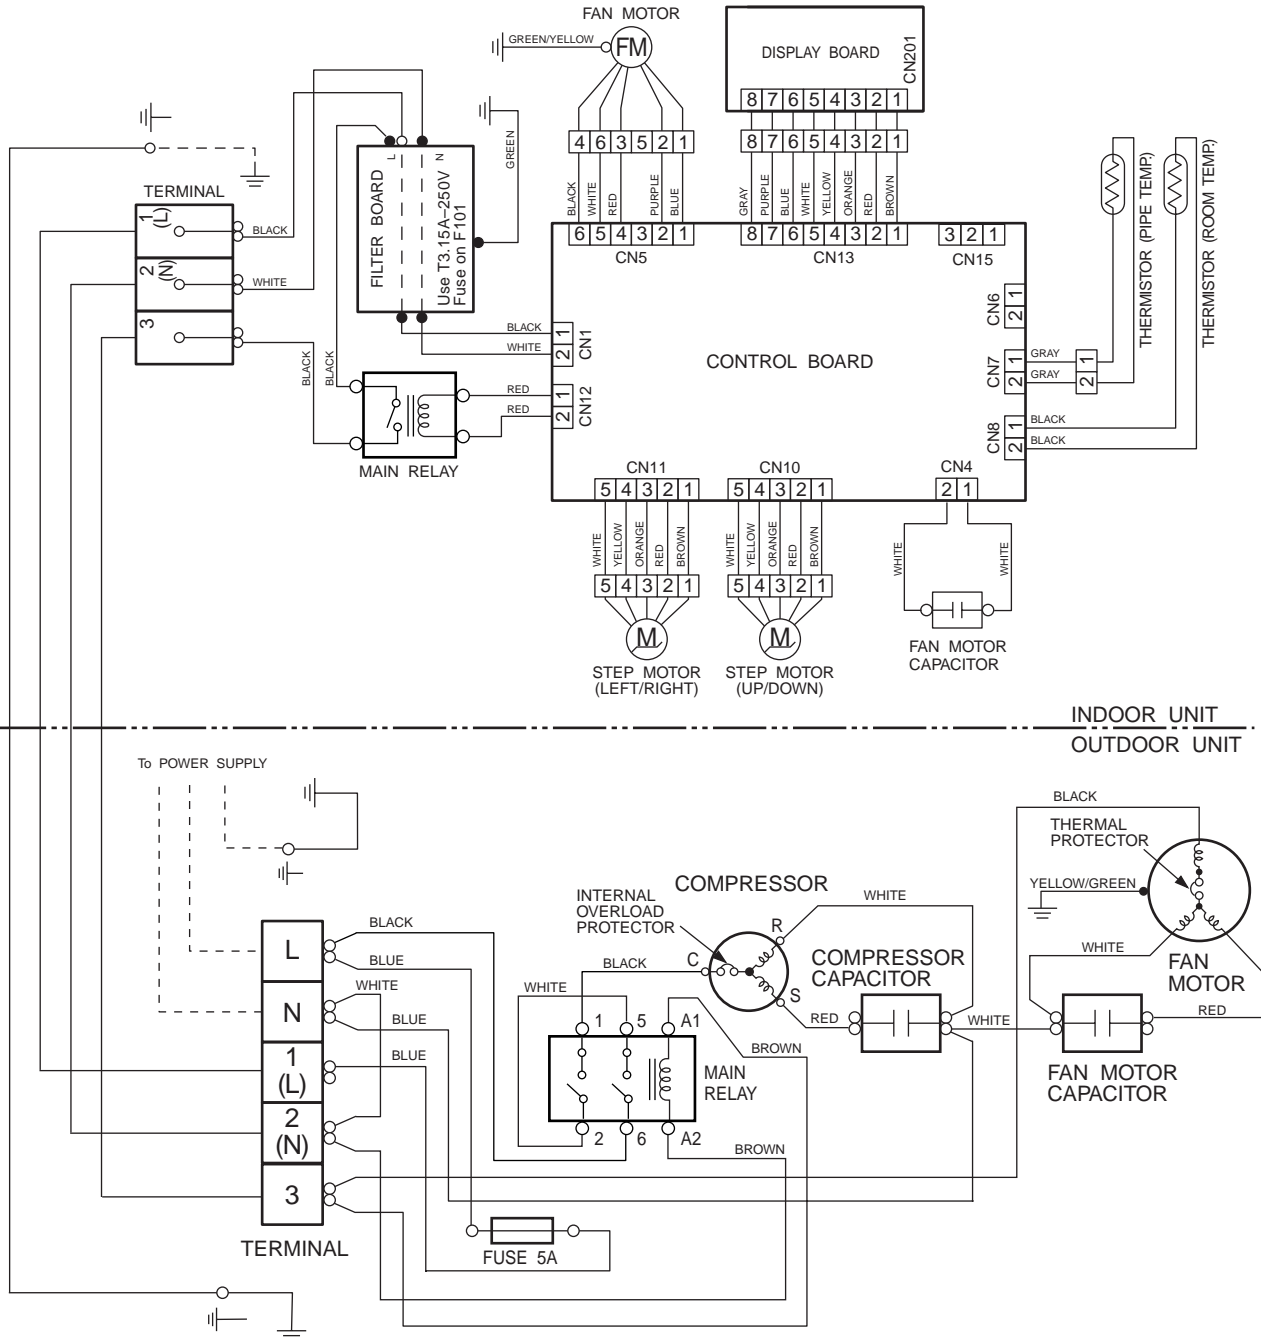 FAN MOTOR
GREEN/YELLOW
FM
DISPLAY BOARD
CN201
8 7 6 5 4 3 2 1
4 6 3 5 2 1
8 7 6 5 4 3 2 1
BLACK
WHITE
RED
PURPLE
BLUE
GRAY
PURPLE
BLUE
WHITE
YELLOW
ORANGE
RED
BROWN
6 5 4 3 2 1
CN5
8 7 6 5 4 3 2 1
CN13
3 2 1
CN15
GREEN
L
N
FILTER BOARD
Use T3.15A–250V
Fuse on F101
TERMINAL
1
(L)
BLACK
2
(N)
WHITE
3
BLACK
BLACK
BLACK
WHITE
1
2
CN1
RED
RED
1
2
CN12
MAIN RELAY
CONTROL BOARD
CN6
1
2
CN7
1
2
GRAY
GRAY
1
2
CN8
1
2
BLACK
BLACK
THERMISTOR (PIPE TEMP.)
THERMISTOR (ROOM TEMP.)
CN11
5 4 3 2 1
WHITE
YELLOW
ORANGE
RED
BROWN
5 4 3 2 1
M
STEP MOTOR
(LEFT/RIGHT)
CN10
5 4 3 2 1
WHITE
YELLOW
ORANGE
RED
BROWN
5 4 3 2 1
M
STEP MOTOR
(UP/DOWN)
CN4
2 1
WHITE
WHITE
FAN MOTOR
CAPACITOR
INDOOR UNIT
OUTDOOR UNIT
To POWER SUPPLY
BLACK
THERMAL
PROTECTOR
YELLOW/GREEN
WHITE
FAN
MOTOR
RED
COMPRESSOR
INTERNAL
OVERLOAD
PROTECTOR
R
C
S
WHITE
BLACK
COMPRESSOR
CAPACITOR
RED
WHITE
FAN MOTOR
CAPACITOR
L
BLACK
BLUE
N
WHITE
BLUE
1
(L)
BLUE
2
(N)
3
TERMINAL
WHITE
1
5
A1
BROWN
MAIN
RELAY
2
6
A2
BROWN
FUSE 5A